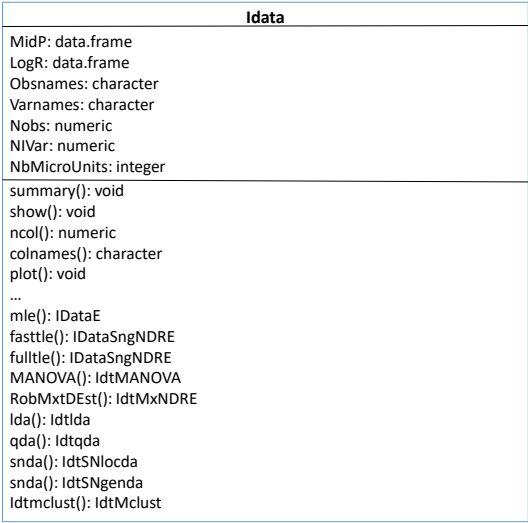 Idata
MidP: data.frame
LogR: data.frame
Obsnames: character
Varnames: character
Nobs: numeric
NIVar: numeric
NbMicroUnits: integer
summary(): void
show(): void
ncol(): numeric
colnames(): character
plot(): void
...
mle(): IDataE
fasttle(): IDataSngNDRE
fulltle(): IDataSngNDRE
MANOVA(): IdtMANOVA
RobMxtDEst(): IdtMxNDRE
lda(): Idtlda
qda(): Idtqda
snda(): IdtSNlocda
snda(): IdtSNgenda
Idtmclust(): IdtMclust